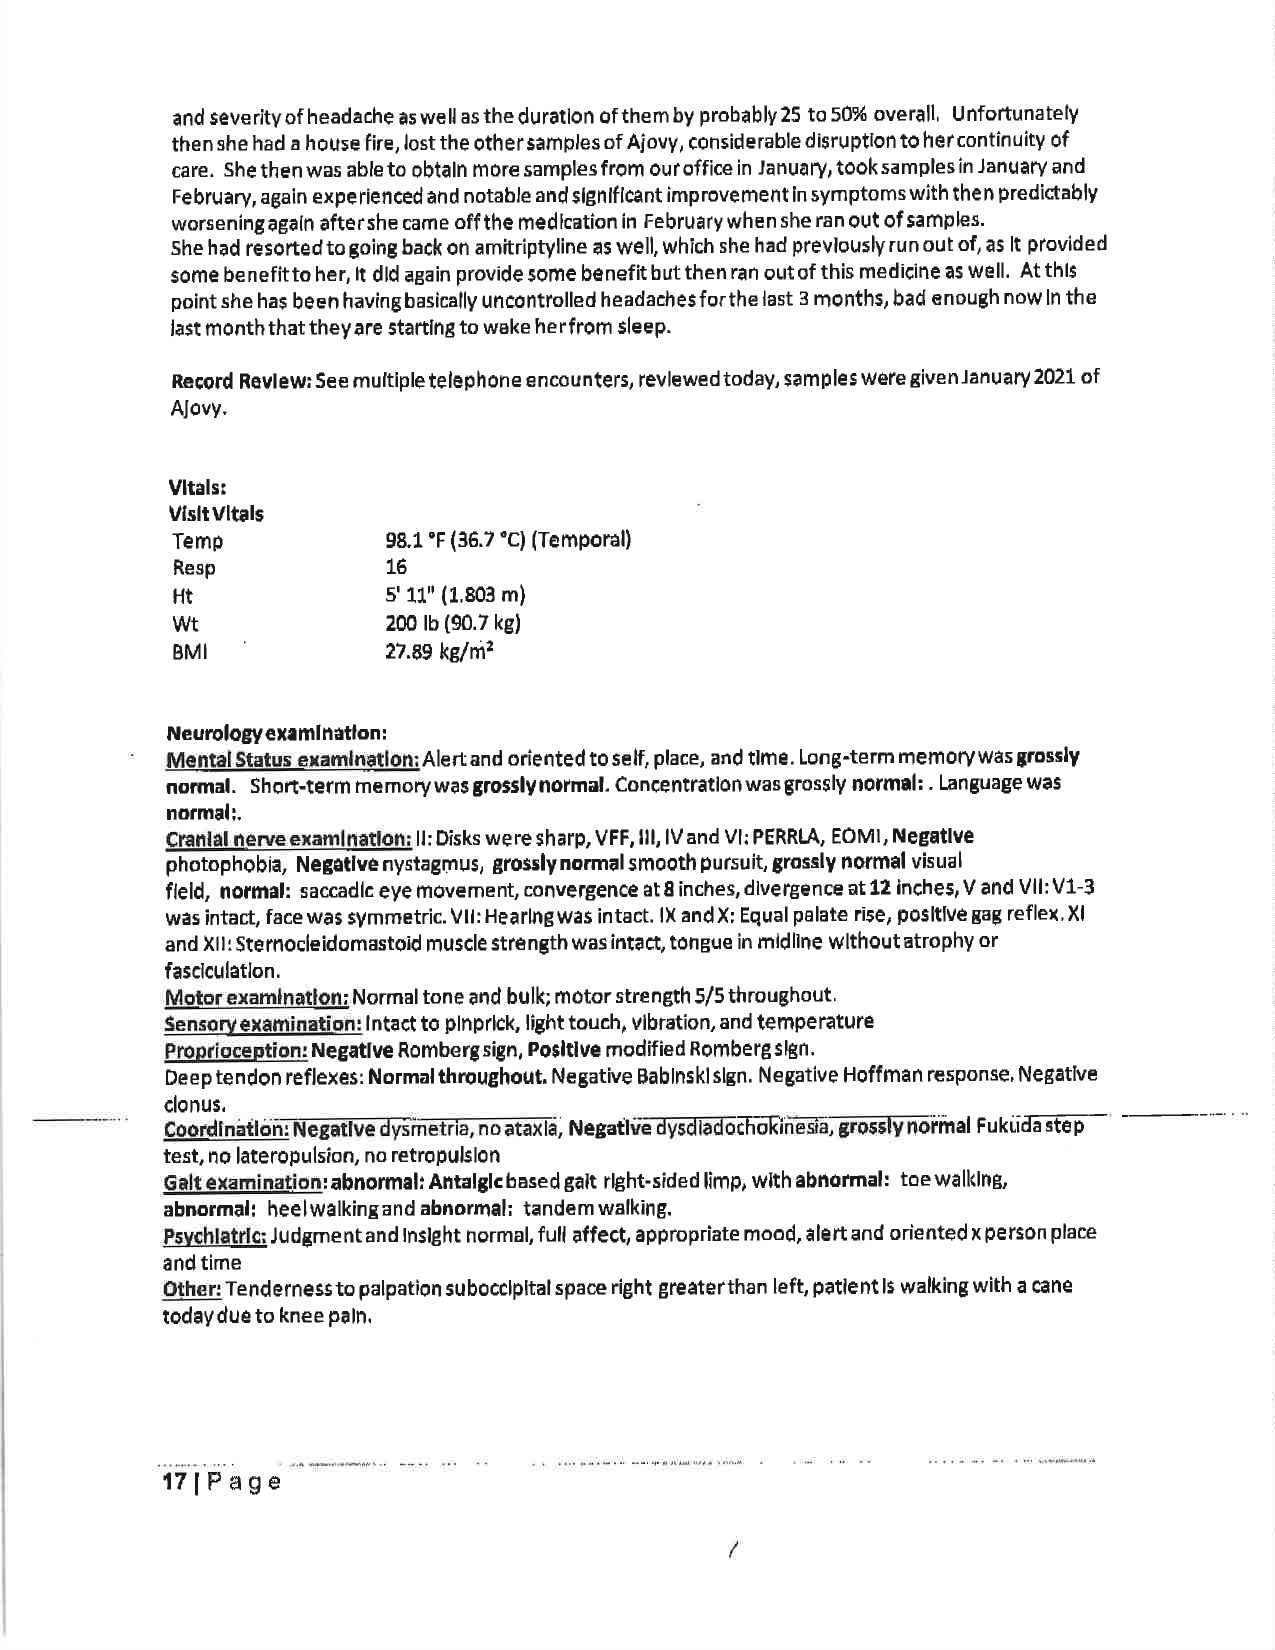 and severity of headache as well as the duration of them by probably 25 to 50% overall. Unfortunately
then she had a house fire, lost the other samples of Ajovy, considerable disruption to her continuity of
care. She then was able to obtain more samples from our office in January, took samples in January and
February, again experienced and notable and significant improvement in symptoms with then predictably
worsening again after she came off the medication in February when she ran out of samples.
She had resorted to going back on amitriptyline as well, which she had previously run out of, as it provided
some benefit to her, it did again provide some benefit but then ran out of this medicine as well. At this
point she has been having basically uncontrolled headaches for the last 3 months, bad enough now in the
last month that they are starting to wake her from sleep.
Record Review: See multiple telephone encounters, reviewed today, samples were given January 2021 of
Ajovy.
Vitals:
Visit Vitals
Temp 98.1 °F (36.7 °C) (Temporal)
Resp 16
Ht 5' 11" (1.803 m)
Wt 200 lb (90.7 kg)
BMI 27.89 kg/m²
Neurology examination:
Mental Status examination: Alert and oriented to self, place, and time. Long-term memory was grossly
normal. Short-term memory was grossly normal. Concentration was grossly normal: . Language was
normal:.
Cranial nerve examination: II: Disks were sharp, VFF, III, IV and VI: PERRLA, EOMI, Negative
photophobia, Negative nystagmus, grossly normal smooth pursuit, grossly normal visual
field, normal: saccadic eye movement, convergence at 8 inches, divergence at 12 inches, V and VII: V1-3
was intact, face was symmetric. VII: Hearing was intact. IX and X: Equal palate rise, positive gag reflex. XI
and XII: Sternocleidomastoid muscle strength was intact, tongue in midline without atrophy or
fasciculation.
Motor examination: Normal tone and bulk; motor strength 5/5 throughout.
Sensory examination: Intact to pinprick, light touch, vibration, and temperature
Proprioception: Negative Romberg sign, Positive modified Romberg sign.
Deep tendon reflexes: Normal throughout. Negative Babinski sign. Negative Hoffman response. Negative
clonus.
Coordination: Negative dysmetria, no ataxia, Negative dysdiadochokinesia, grossly normal Fukuda step
test, no lateropulsion, no retropulsion
Gait examination: abnormal: Antalgic based gait right-sided limp, with abnormal: toe walking,
abnormal: heel walking and abnormal: tandem walking.
Psychiatric: Judgment and insight normal, full affect, appropriate mood, alert and oriented x person place
and time
Other: Tenderness to palpation suboccipital space right greater than left, patient is walking with a cane
today due to knee pain.
17 | P a g e